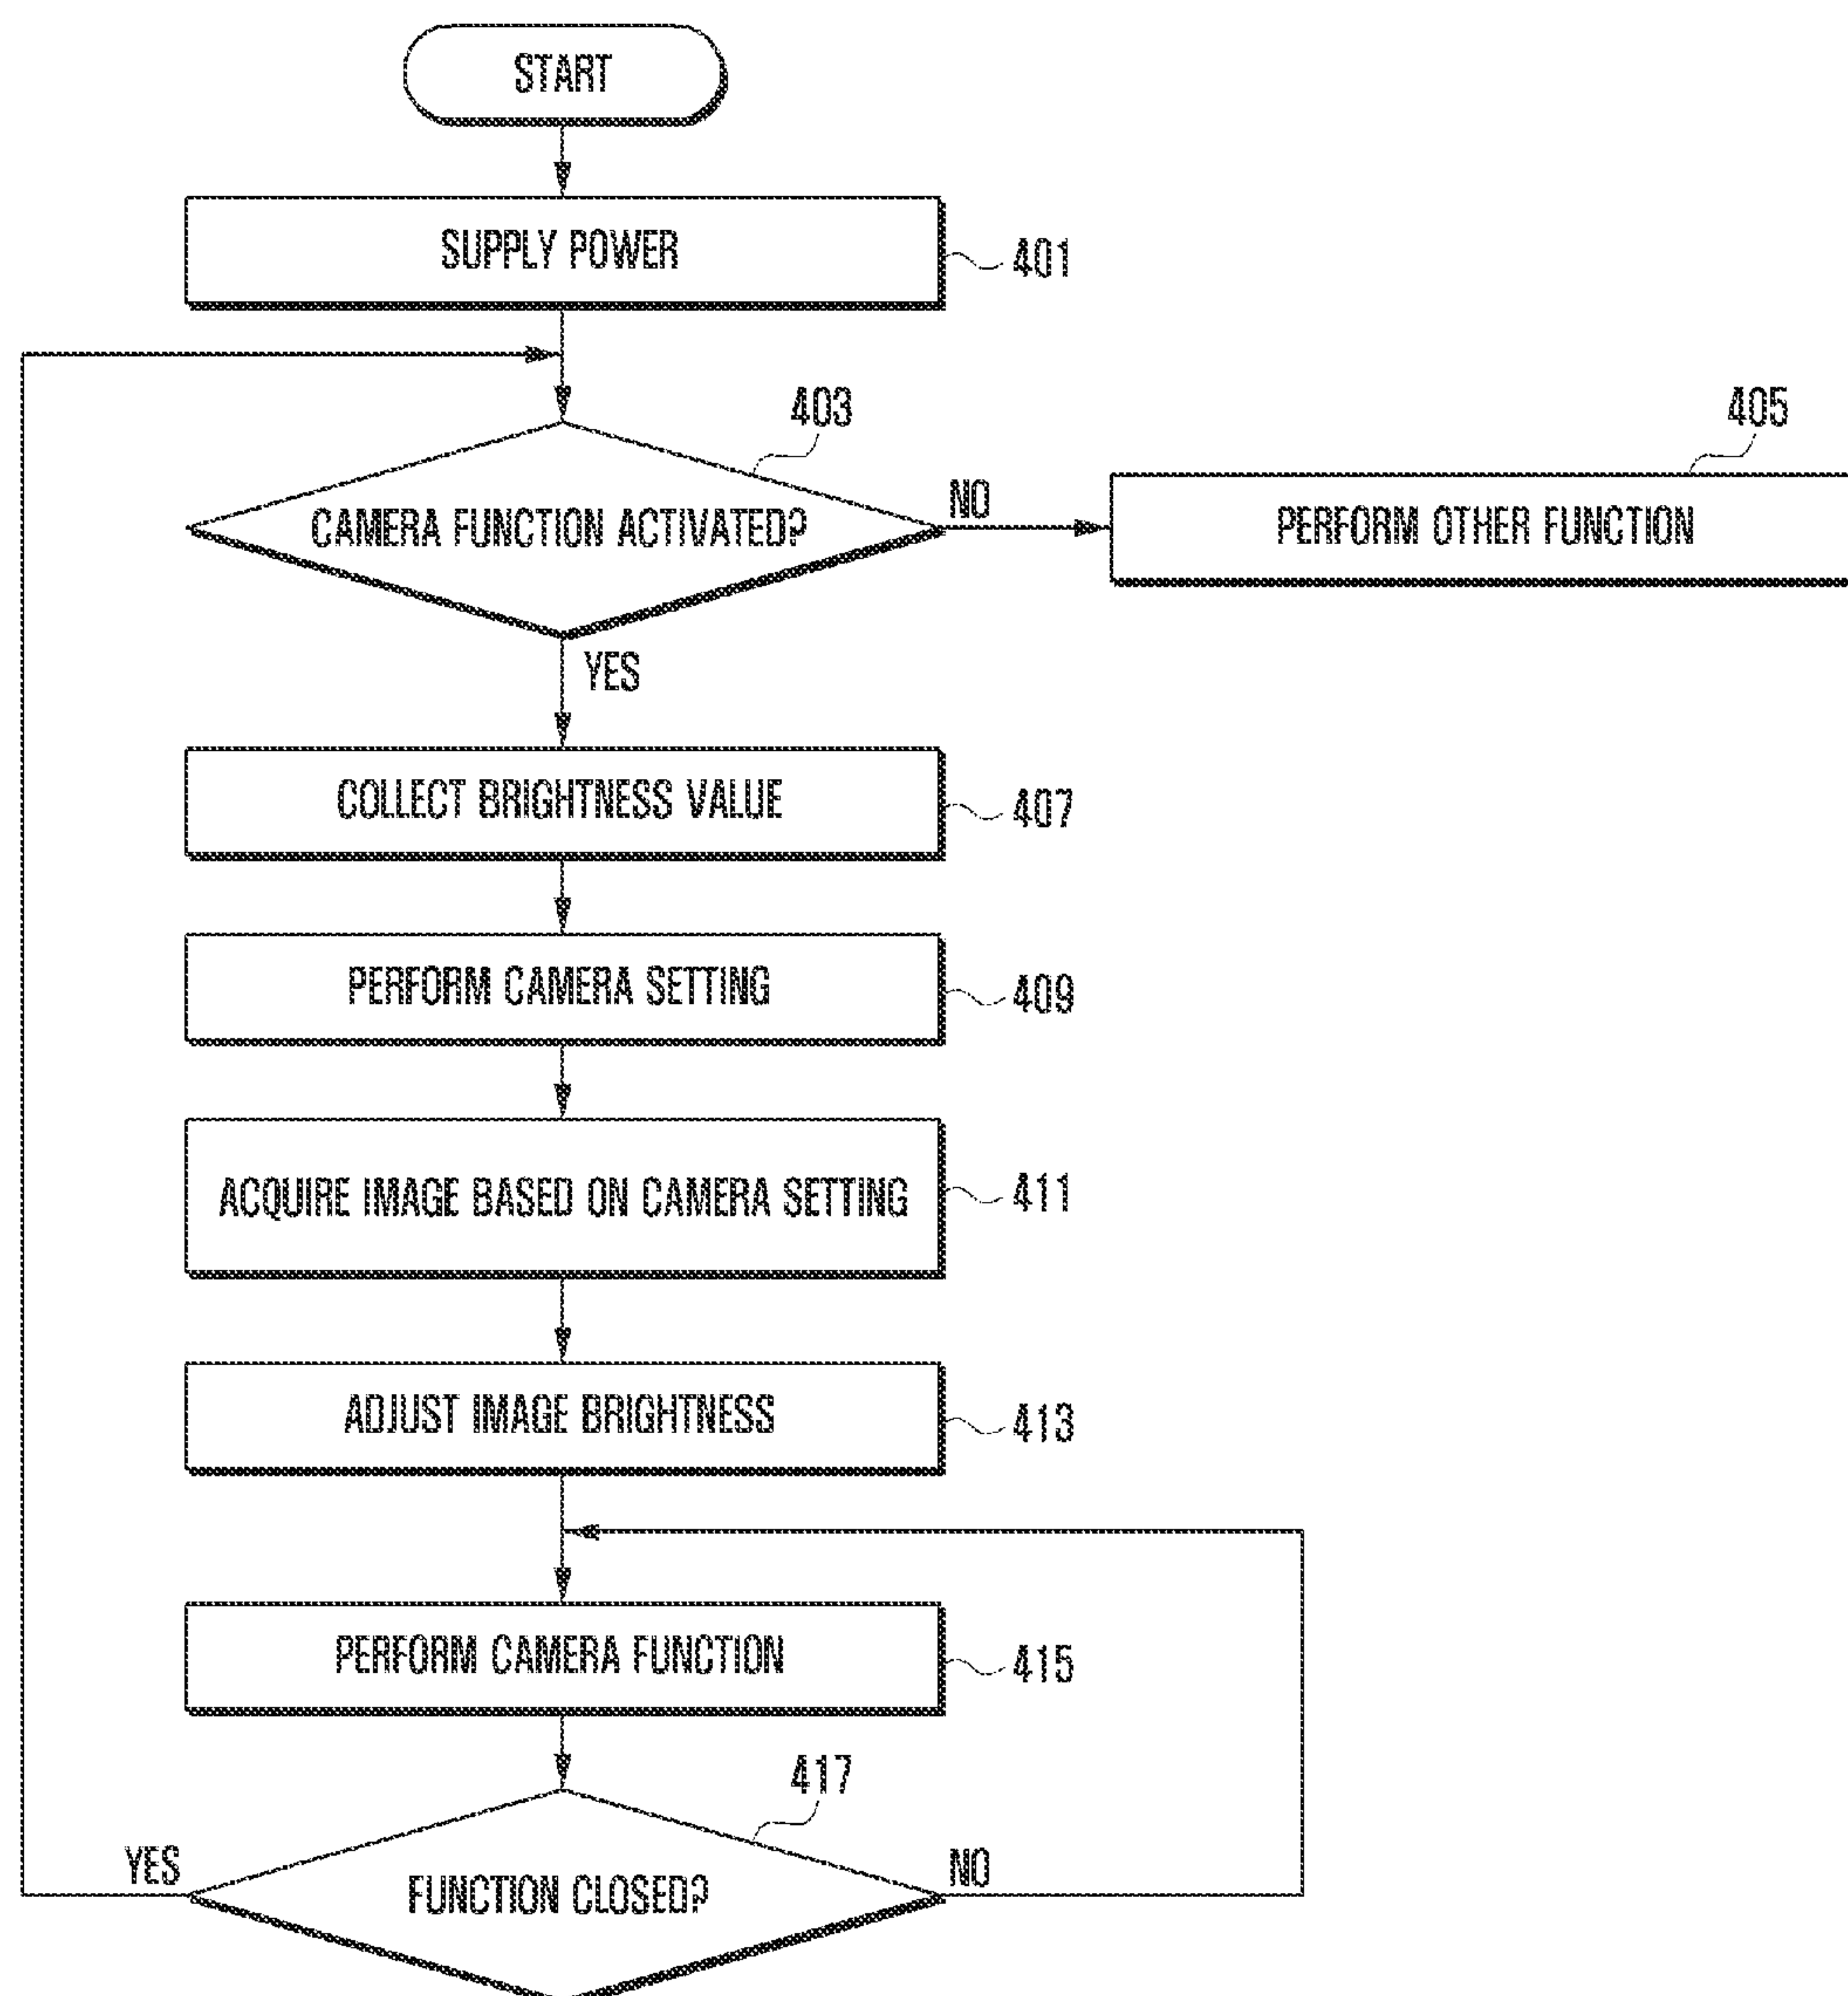 START
SUPPLY POWER
401
403
405
CAMERA FUNCTION ACTIVATED?
NO
PERFORM OTHER FUNCTION
YES
COLLECT BRIGHTNESS VALUE
407
PERFORM CAMERA SETTING
409
ACQUIRE IMAGE BASED ON CAMERA SETTING
411
ADJUST IMAGE BRIGHTNESS
413
PERFORM CAMERA FUNCTION
415
417
YES
FUNCTION CLOSED?
NO